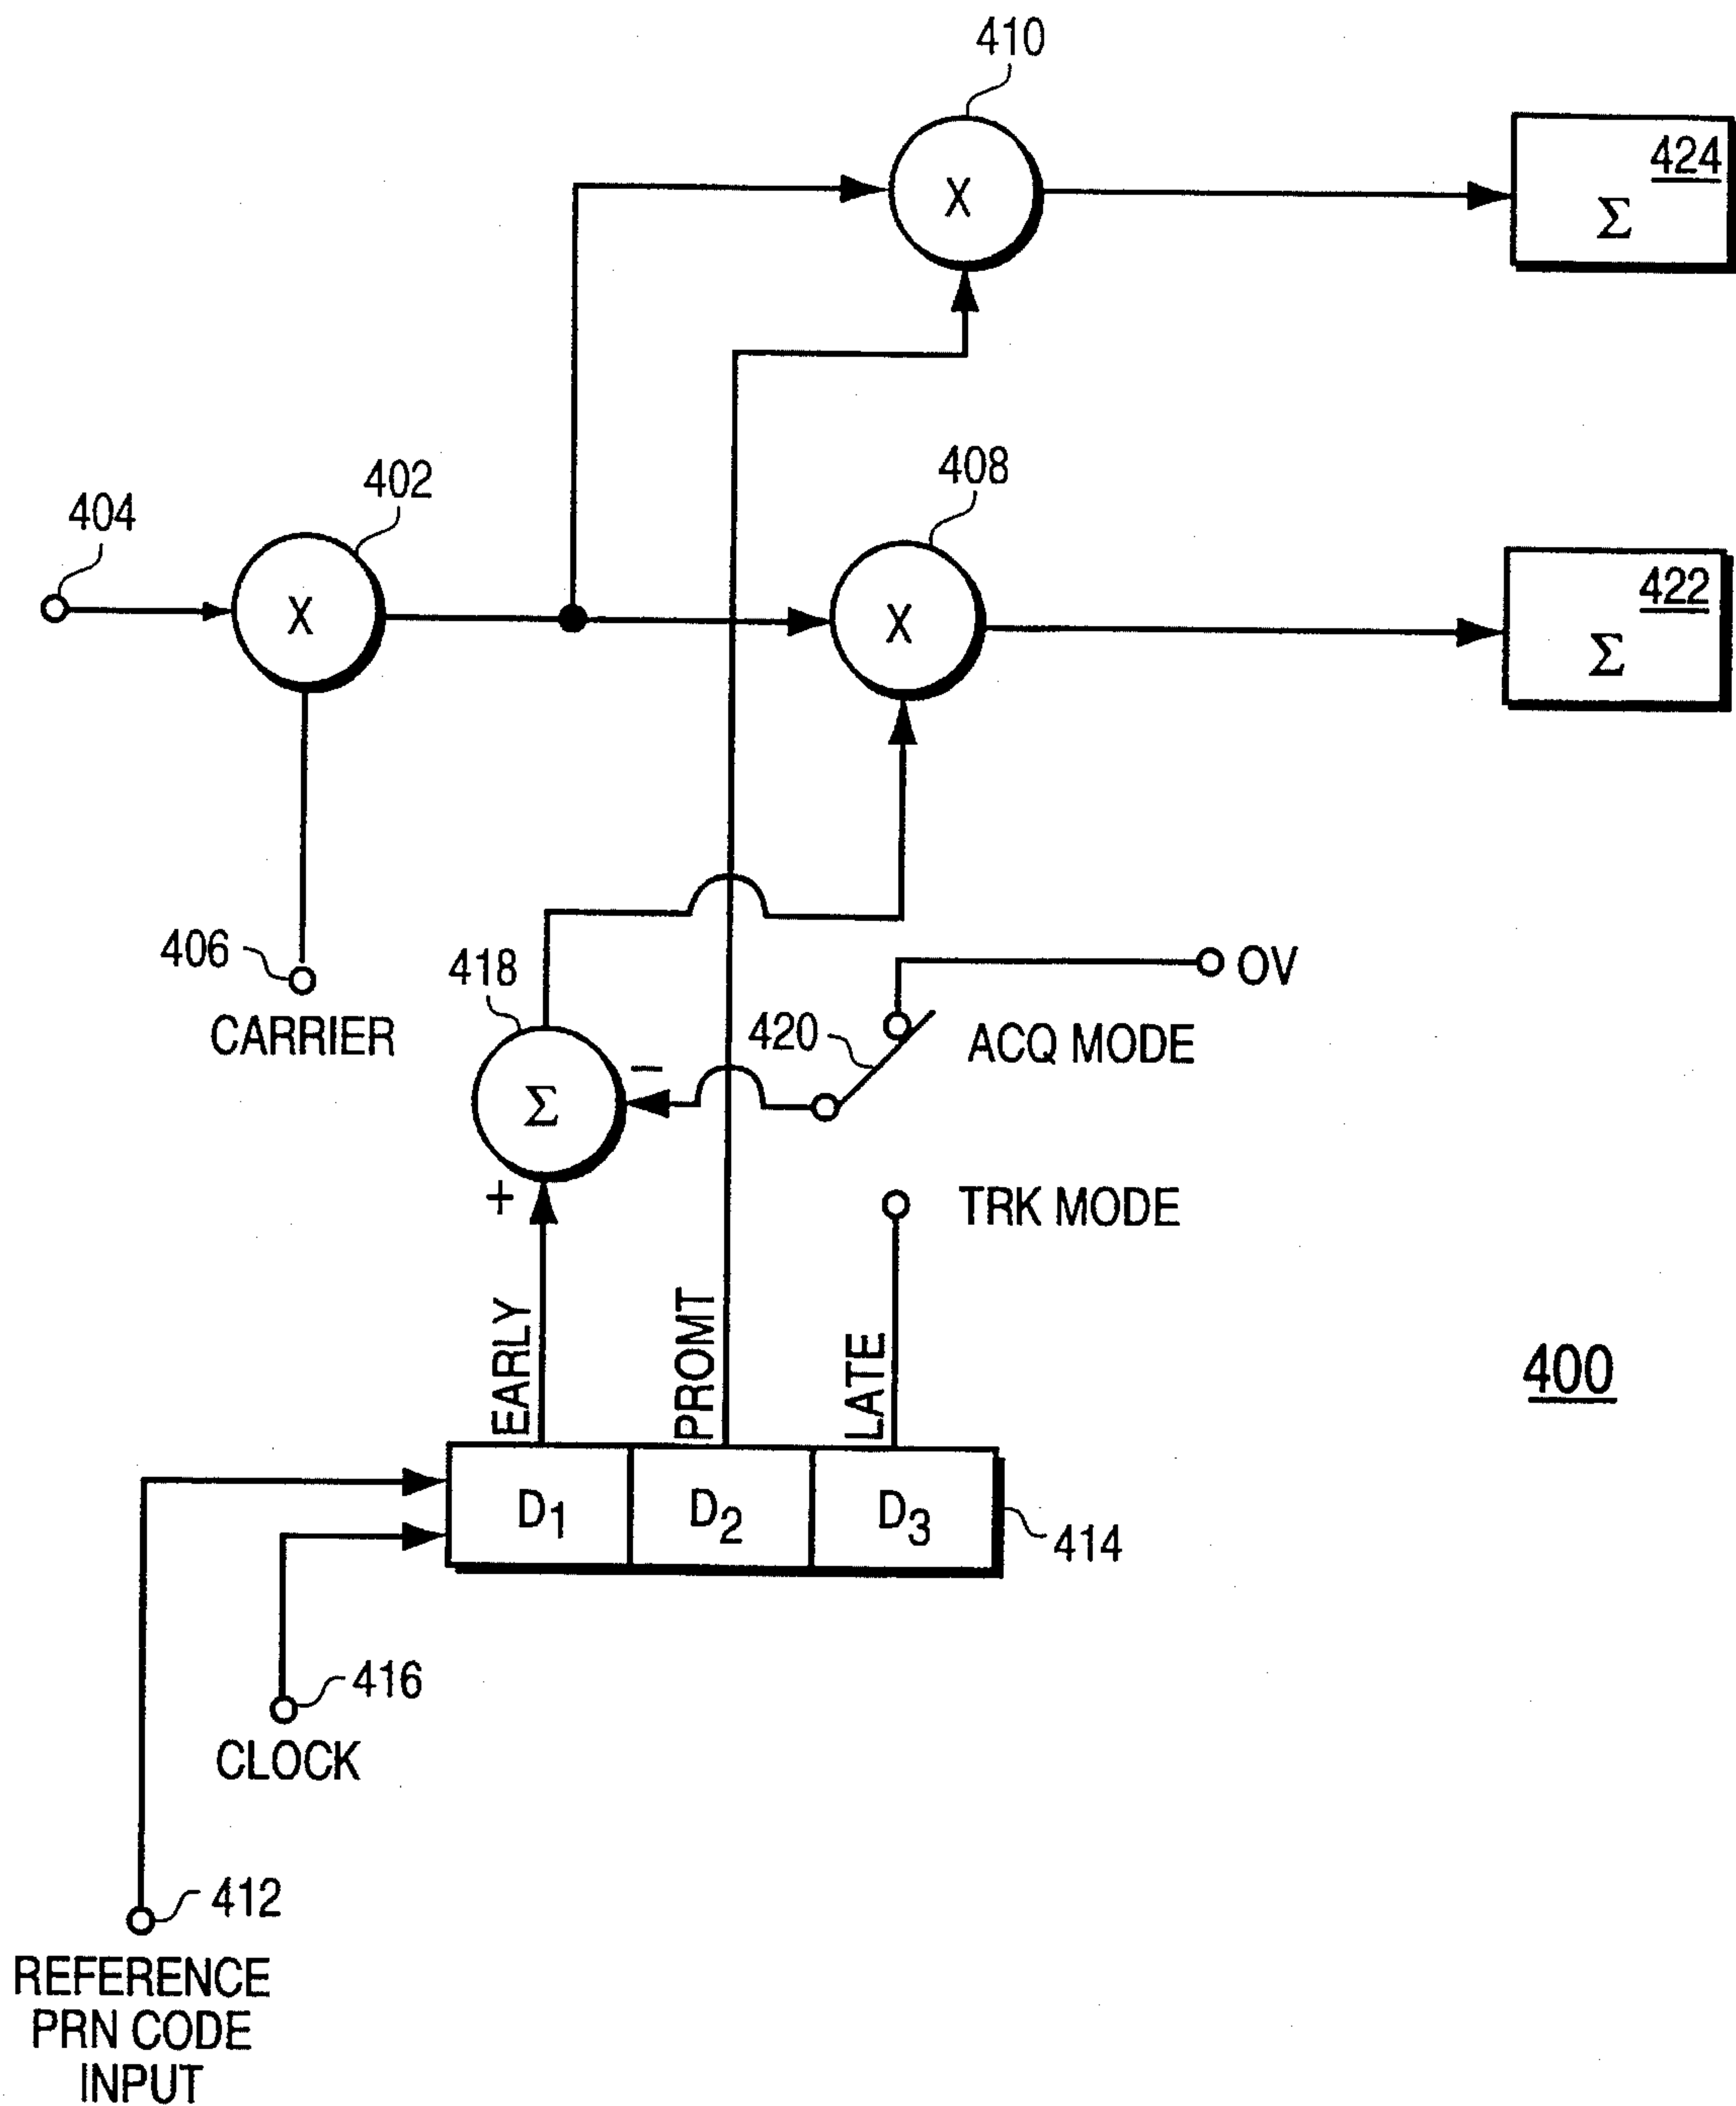 410
424
X
Σ
402
408
404
422
X
X
Σ
406
418
OV
CARRIER
420
ACQ MODE
−
Σ
+
TRK MODE
EARLY
PROMT
LATE
400
D1
D2
D3
414
416
CLOCK
412
REFERENCE
PRN CODE
INPUT